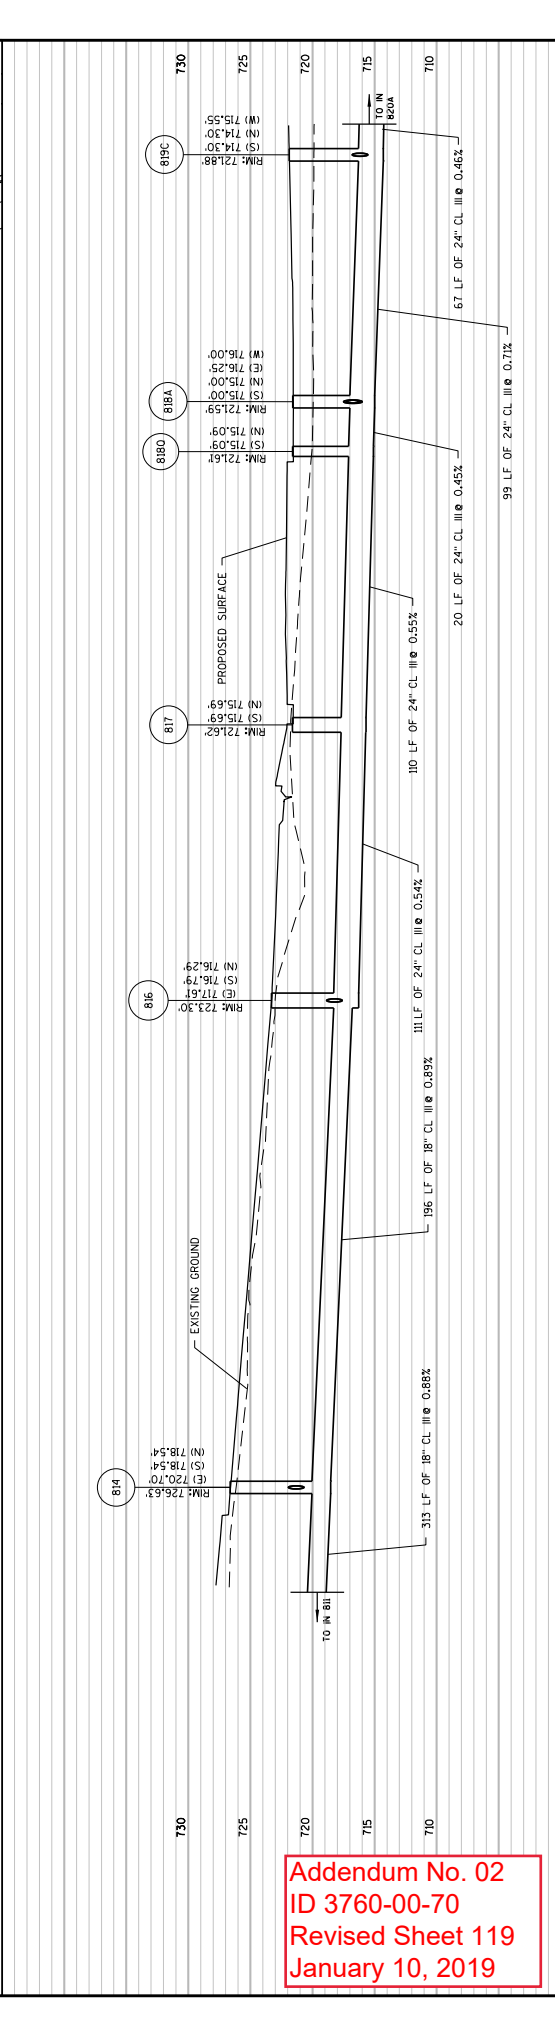 730
725
720
715
710
TO IN
820A
819C
RIM: 721.88'
(S) 714.30'
(N) 714.30'
(W) 715.55'
67 LF OF 24" CL III @ 0.46%
818A
RIM: 721.59'
(S) 715.00'
(N) 715.00'
(E) 716.25'
(W) 716.00'
99 LF OF 24" CL III @ 0.71%
8180
RIM: 721.61'
(S) 715.09'
(N) 715.09'
20 LF OF 24" CL III @ 0.45%
PROPOSED SURFACE
110 LF OF 24" CL III @ 0.55%
817
RIM: 721.62'
(S) 715.69'
(N) 715.69'
111 LF OF 24" CL III @ 0.54%
816
RIM: 723.30'
(E) 717.61'
(S) 716.79'
(N) 716.29'
196 LF OF 18" CL III @ 0.89%
EXISTING GROUND
814
RIM: 726.63'
(E) 720.70'
(S) 718.54'
(N) 718.54'
313 LF OF 18" CL III @ 0.88%
TO IN 811
730
725
720
715
710
Addendum No. 02
ID 3760-00-70
Revised Sheet 119
January 10, 2019